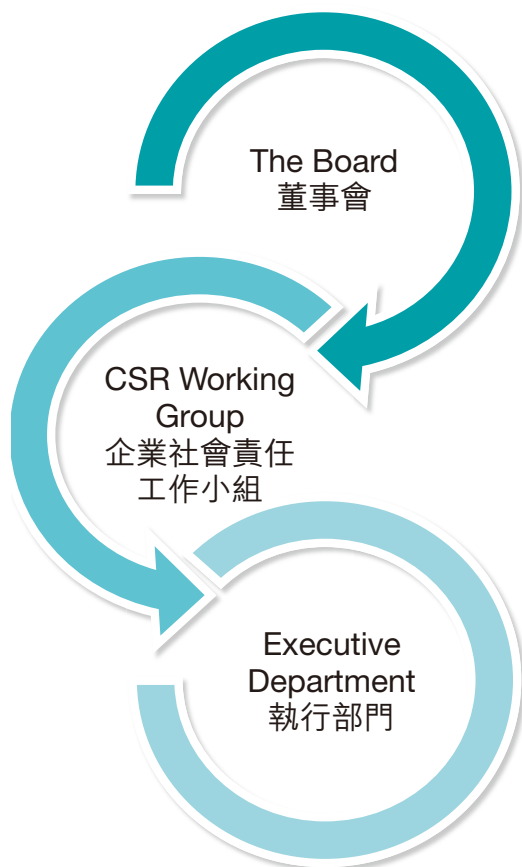 The Board
董事會
CSR Working
Group
企業社會責任
工作小組
Executive
Department
執行部門